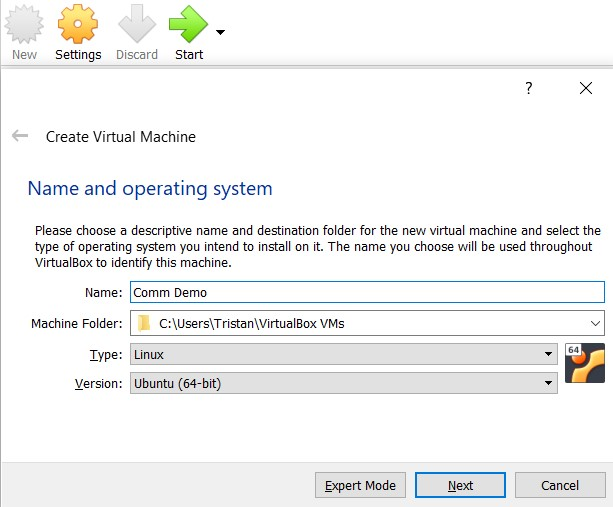 New Settings Discard Start
?
Create Virtual Machine
Name and operating system
Please choose a descriptive name and destination folder for the new virtual machine and select the
type of operating system you intend to install on it. The name you choose will be used throughout
VirtualBox to identify this machine.
Name: Comm Demo
Machine Folder: C:\Users\Tristan\VirtualBox VMs
Type: Linux
64
Version: Ubuntu (64-bit)
Expert Mode Next Cancel